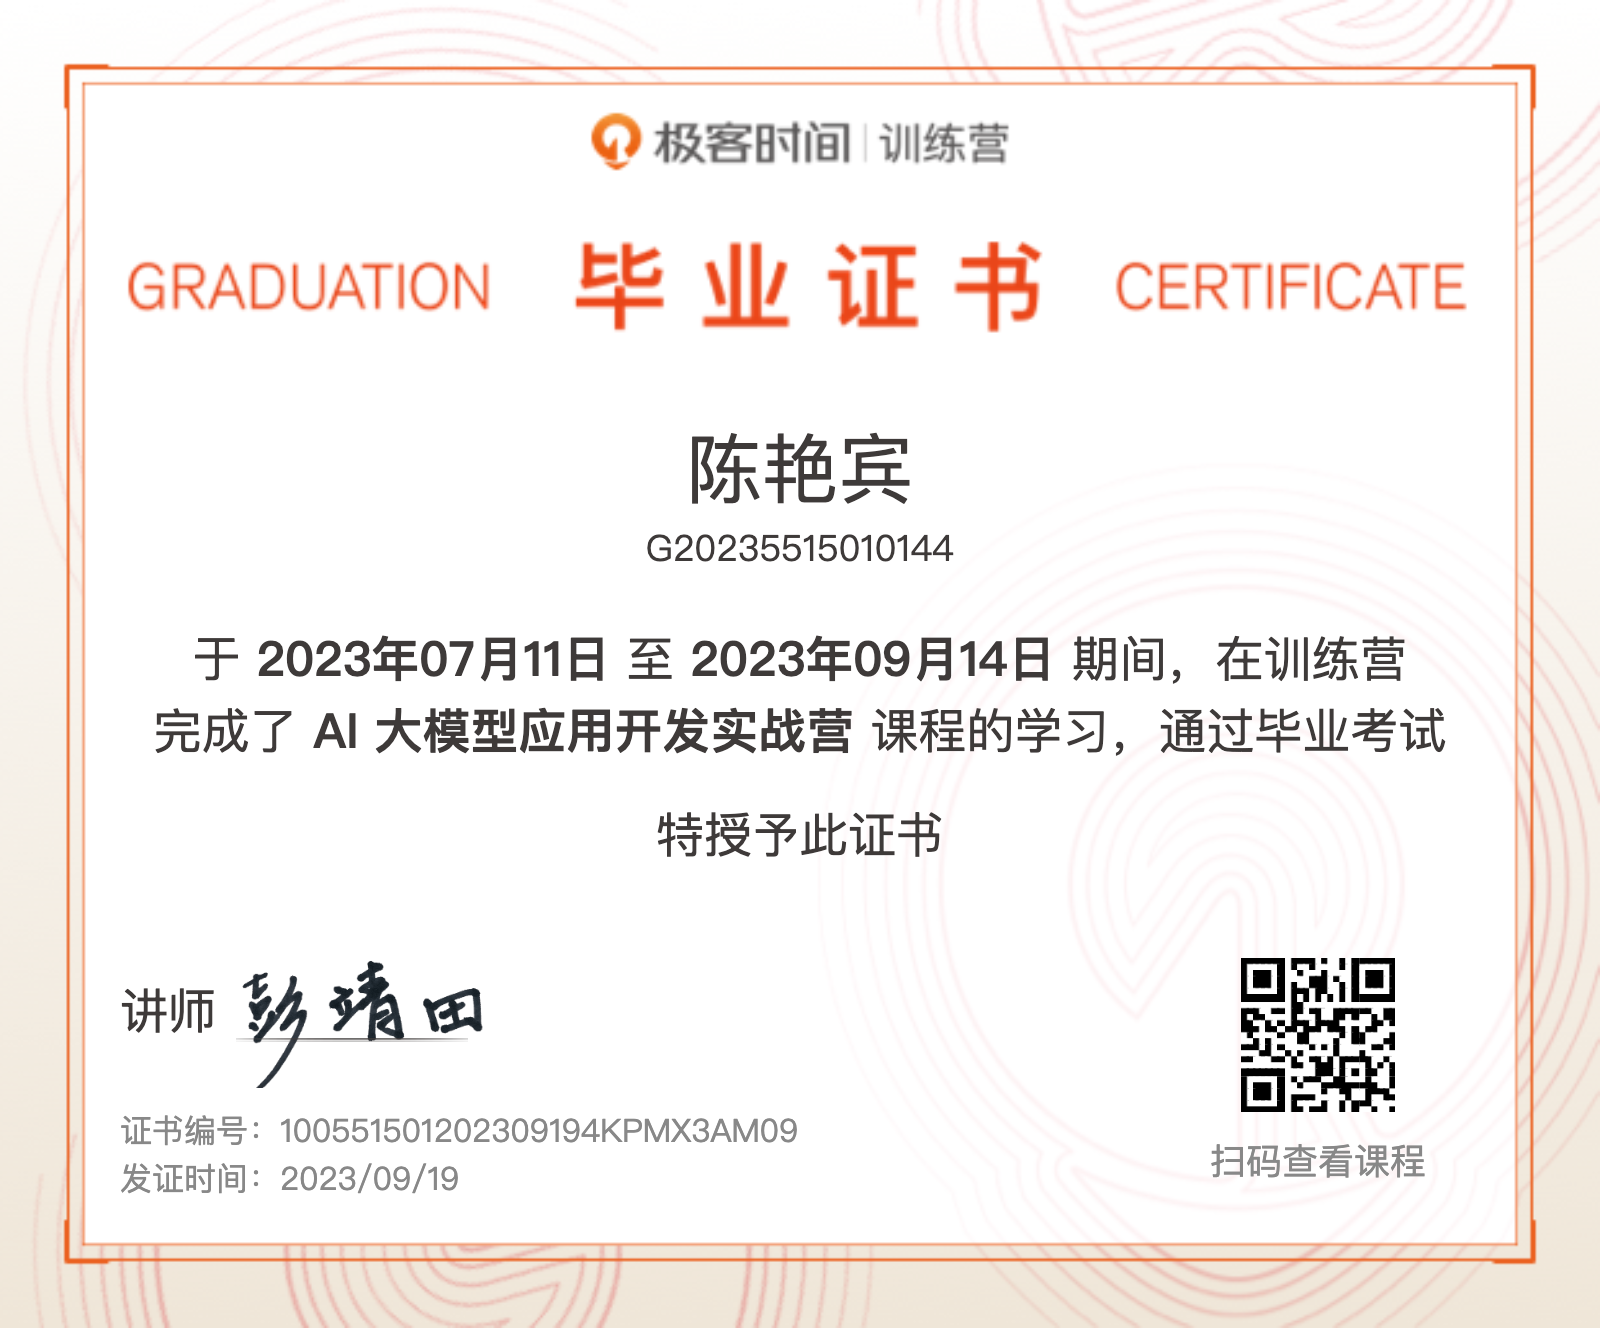 极客时间 | 训练营
GRADUATION 毕业证书 CERTIFICATE
陈艳宾
G20235515010144
于 2023年07月11日 至 2023年09月14日 期间，在训练营
完成了 AI 大模型应用开发实战营 课程的学习，通过毕业考试
特授予此证书
讲师 彭靖田
证书编号：100551501202309194KPMX3AM09
发证时间：2023/09/19
扫码查看课程